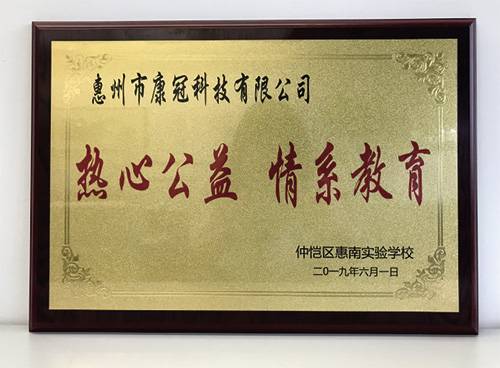 惠州市康冠科技有限公司
热心公益 情系教育
仲恺区惠南实验学校
二0一九年六月一日